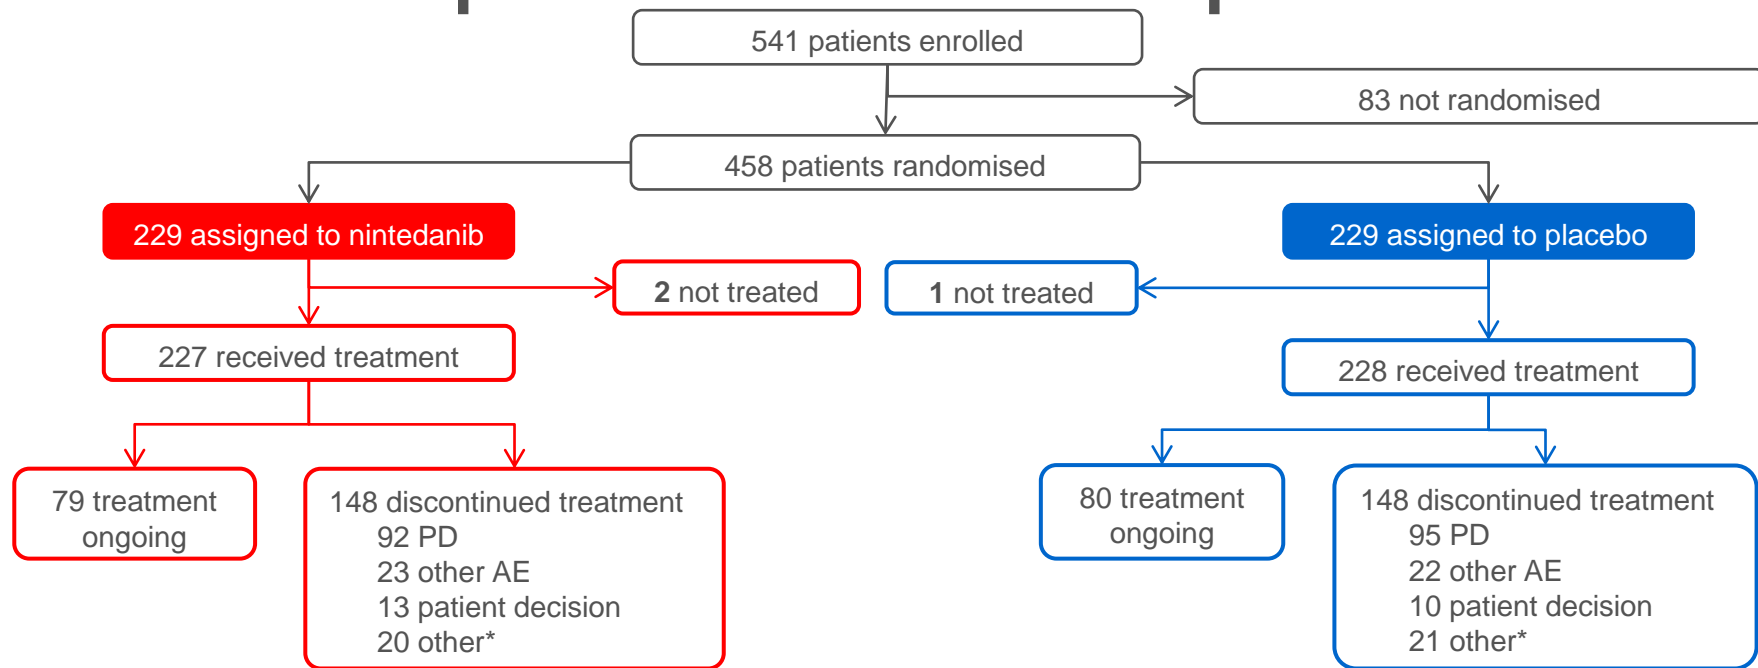 541 patients enrolled
83 not randomised
458 patients randomised
229 assigned to nintedanib
229 assigned to placebo
2 not treated
1 not treated
227 received treatment
228 received treatment
79 treatment
ongoing
148 discontinued treatment
92 PD
23 other AE
13 patient decision
20 other*
80 treatment
ongoing
148 discontinued treatment
95 PD
22 other AE
10 patient decision
21 other*